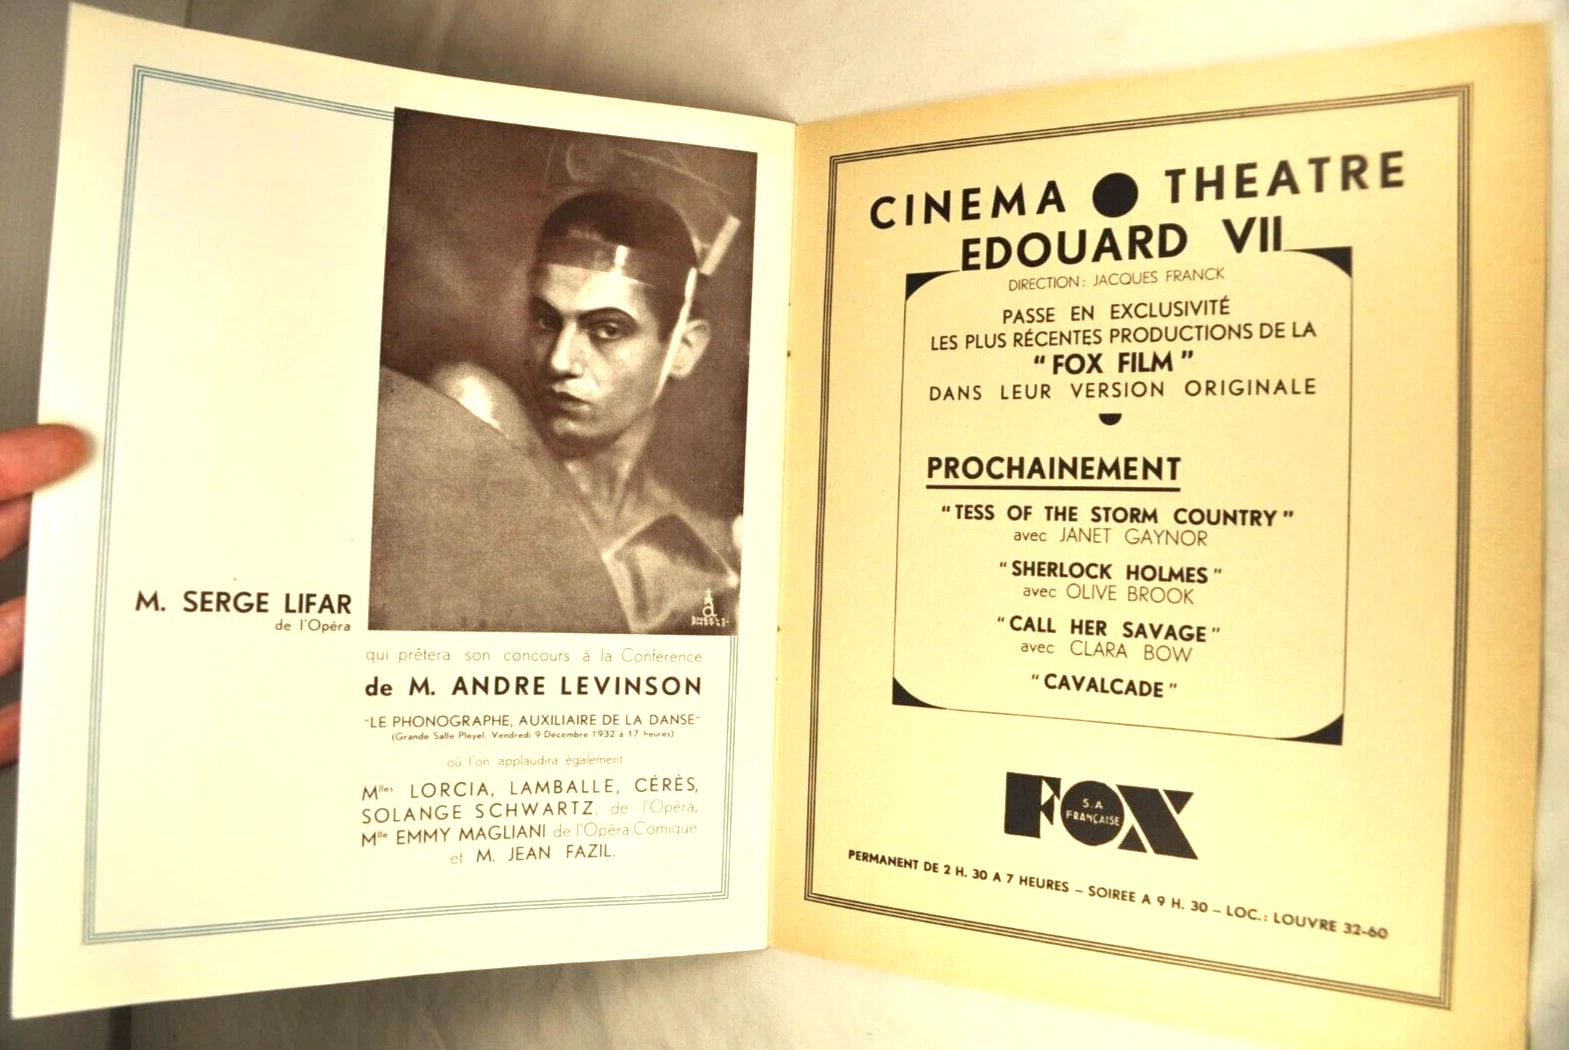 M. SERGE LIFAR
de l'Opéra
qui prêtera son concours à la Conférence
de M. ANDRE LEVINSON
"LE PHONOGRAPHE, AUXILIAIRE DE LA DANSE"
(Grande Salle Pleyel, Vendredi 9 Décembre 1932 à 17 heures)
où l'on applaudira également
Mlles LORCIA, LAMBALLE, CÉRÈS,
SOLANGE SCHWARTZ, de l'Opéra,
Mlle EMMY MAGLIANI de l'Opéra Comique
et M. JEAN FAZIL.
CINEMA ● THEATRE
EDOUARD VII
DIRECTION : JACQUES FRANCK
PASSE EN EXCLUSIVITÉ
LES PLUS RÉCENTES PRODUCTIONS DE LA
"FOX FILM"
DANS LEUR VERSION ORIGINALE
PROCHAINEMENT
"TESS OF THE STORM COUNTRY"
avec JANET GAYNOR
"SHERLOCK HOLMES"
avec OLIVE BROOK
"CALL HER SAVAGE"
avec CLARA BOW
"CAVALCADE"
FOX
S.A
FRANÇAISE
PERMANENT DE 2 H. 30 A 7 HEURES – SOIREE A 9 H. 30 – LOC. : LOUVRE 32-60